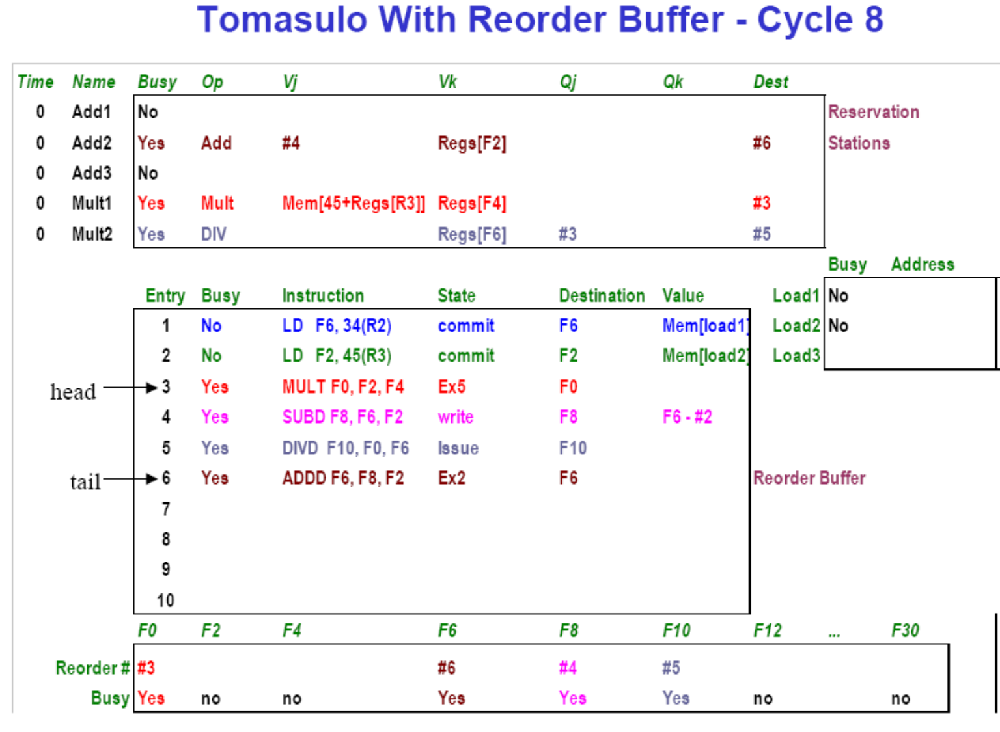 Tomasulo With Reorder Buffer - Cycle 8
Time Name Busy Op Vj Vk Qj Qk Dest
0 Add1 No Reservation
0 Add2 Yes Add #4 Regs[F2] #6 Stations
0 Add3 No
0 Mult1 Yes Mult Mem[45+Regs[R3]] Regs[F4] #3
0 Mult2 Yes DIV Regs[F6] #3 #5
Busy Address
Entry Busy Instruction State Destination Value Load1 No
1 No LD F6, 34(R2) commit F6 Mem[load1] Load2 No
2 No LD F2, 45(R3) commit F2 Mem[load2] Load3
head 3 Yes MULT F0, F2, F4 Ex5 F0
4 Yes SUBD F8, F6, F2 write F8 F6 - #2
5 Yes DIVD F10, F0, F6 Issue F10
tail 6 Yes ADDD F6, F8, F2 Ex2 F6 Reorder Buffer
7
8
9
10
F0 F2 F4 F6 F8 F10 F12 ... F30
Reorder # #3 #6 #4 #5
Busy Yes no no Yes Yes Yes no no